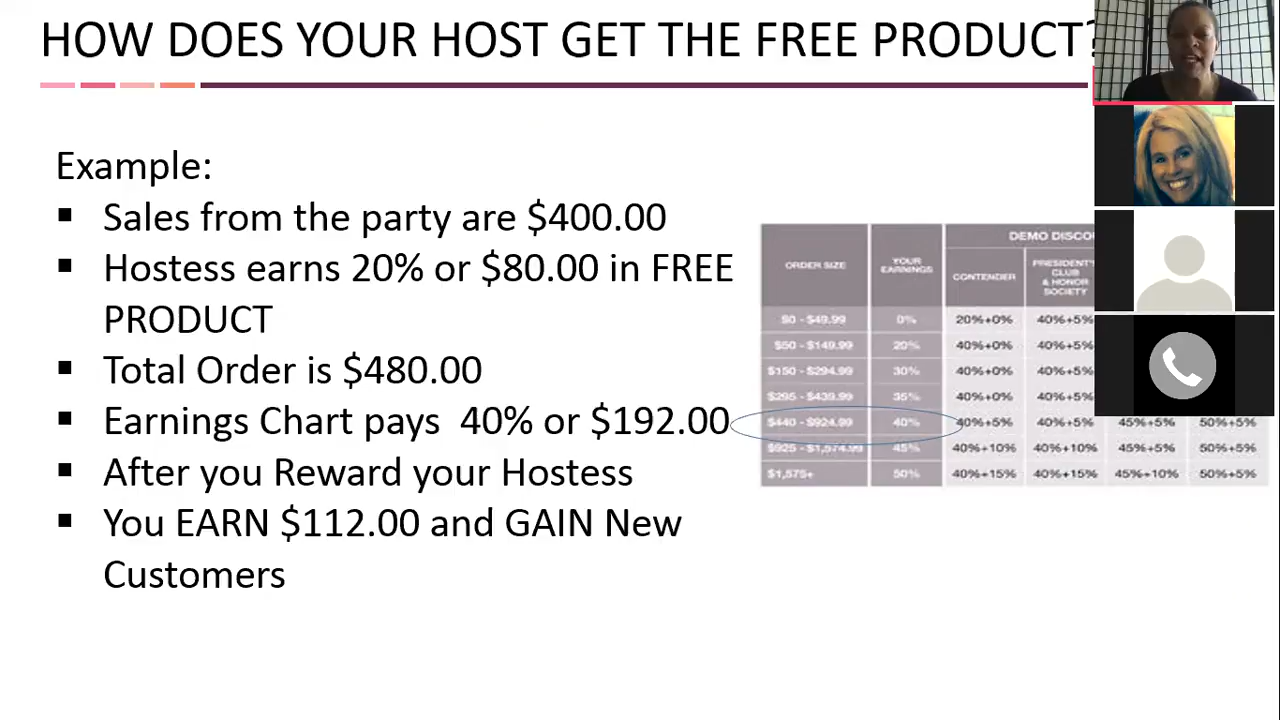 HOW DOES YOUR HOST GET THE FREE PRODUCT?
Example:
▪ Sales from the party are $400.00
▪ Hostess earns 20% or $80.00 in FREE
PRODUCT
▪ Total Order is $480.00
▪ Earnings Chart pays 40% or $192.00
▪ After you Reward your Hostess
▪ You EARN $112.00 and GAIN New
Customers
DEMO
ORDER SIZE YOUR EARNINGS CONTENDER PRESIDENT'S CLUB & HONOR SOCIETY
$0 - $49.99 0% 20%+0% 40%+5%
$50 - $149.99 20% 40%+0% 40%+5%
$150 - $294.99 30% 40%+0% 40%+5%
$295 - $439.99 35% 40%+0% 40%+5%
$440 - $924.99 40% 40%+5% 40%+5% 45%+5% 50%+5%
$925 - $1,574.99 45% 40%+10% 40%+10% 45%+5% 50%+5%
$1,575+ 50% 40%+15% 40%+15% 45%+10% 50%+5%